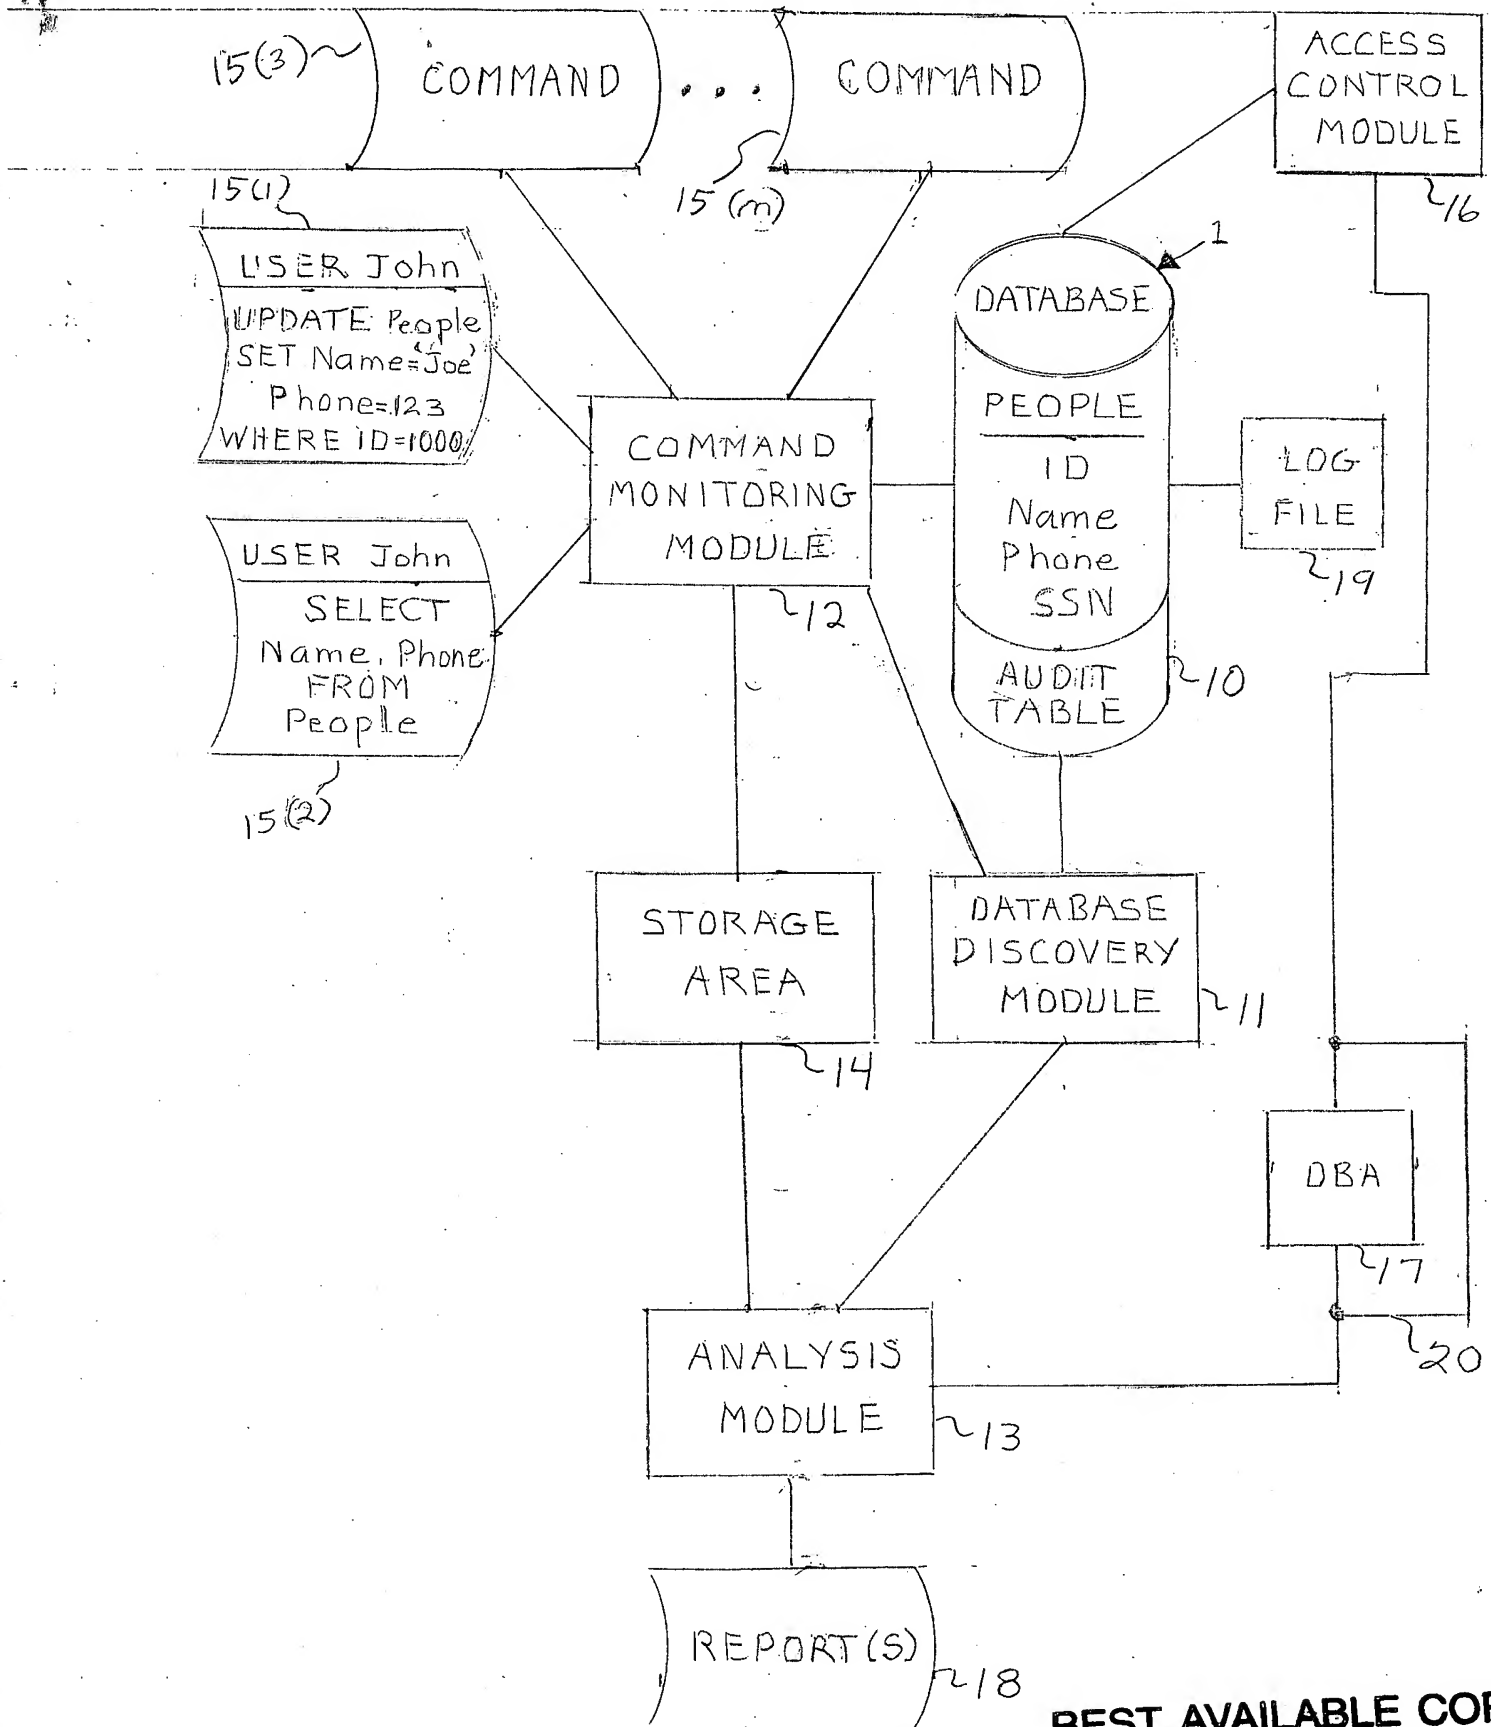 15(3)
COMMAND
...
COMMAND
15(m)
ACCESS
CONTROL
MODULE
16
15(1)
USER John
UPDATE People
SET Name='Joe'
Phone=123
WHERE ID=1000
1
DATABASE
PEOPLE
ID
Name
Phone
SSN
AUDIT
TABLE
10
COMMAND
MONITORING
MODULE
12
LOG
FILE
19
USER John
SELECT
Name, Phone
FROM
People
15(2)
STORAGE
AREA
14
DATABASE
DISCOVERY
MODULE
11
DBA
17
20
ANALYSIS
MODULE
13
REPORT(S)
18
BEST AVAILABLE COP